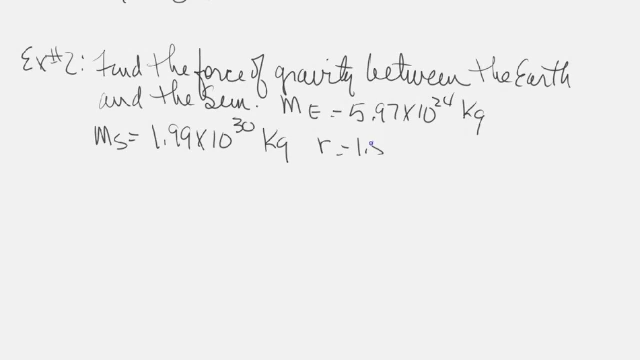 Ex#2: Find the force of gravity between the Earth
and the Sun. ME = 5.97x10^24 kg
MS = 1.99x10^30 kg r = 1.